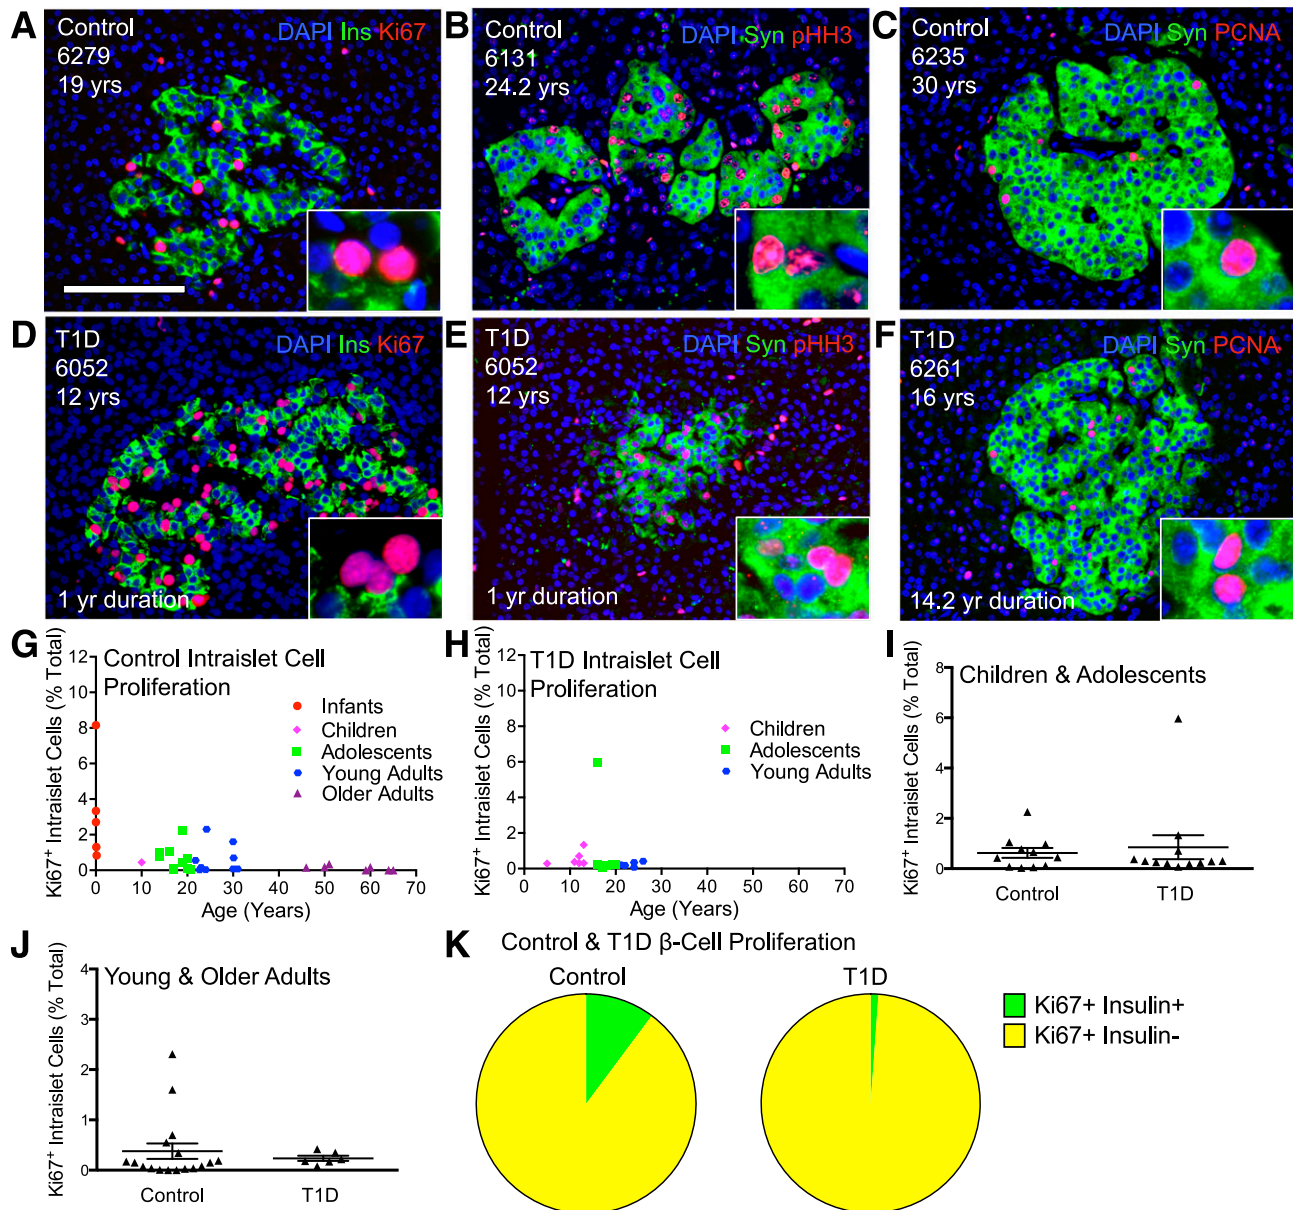 A
Control
6279
19 yrs
DAPI Ins Ki67
B
Control
6131
24.2 yrs
DAPI Syn pHH3
C
Control
6235
30 yrs
DAPI Syn PCNA
D
T1D
6052
12 yrs
DAPI Ins Ki67
1 yr duration
E
T1D
6052
12 yrs
DAPI Syn pHH3
1 yr duration
F
T1D
6261
16 yrs
DAPI Syn PCNA
14.2 yr duration
G
Control Intraislet Cell
Proliferation
Ki67+ Intraislet Cells (% Total)
12
10
8
6
4
2
0
Infants
Children
Adolescents
Young Adults
Older Adults
0 10 20 30 40 50 60 70
Age (Years)
H
T1D Intraislet Cell
Proliferation
Ki67+ Intraislet Cells (% Total)
12
10
8
6
4
2
0
Children
Adolescents
Young Adults
0 10 20 30 40 50 60 70
Age (Years)
I
Children & Adolescents
Ki67+ Intraislet Cells (% Total)
8
6
4
2
0
Control T1D
J
Young & Older Adults
Ki67+ Intraislet Cells (% Total)
4
3
2
1
0
Control T1D
K
Control & T1D β-Cell Proliferation
Control T1D
Ki67+ Insulin+
Ki67+ Insulin-